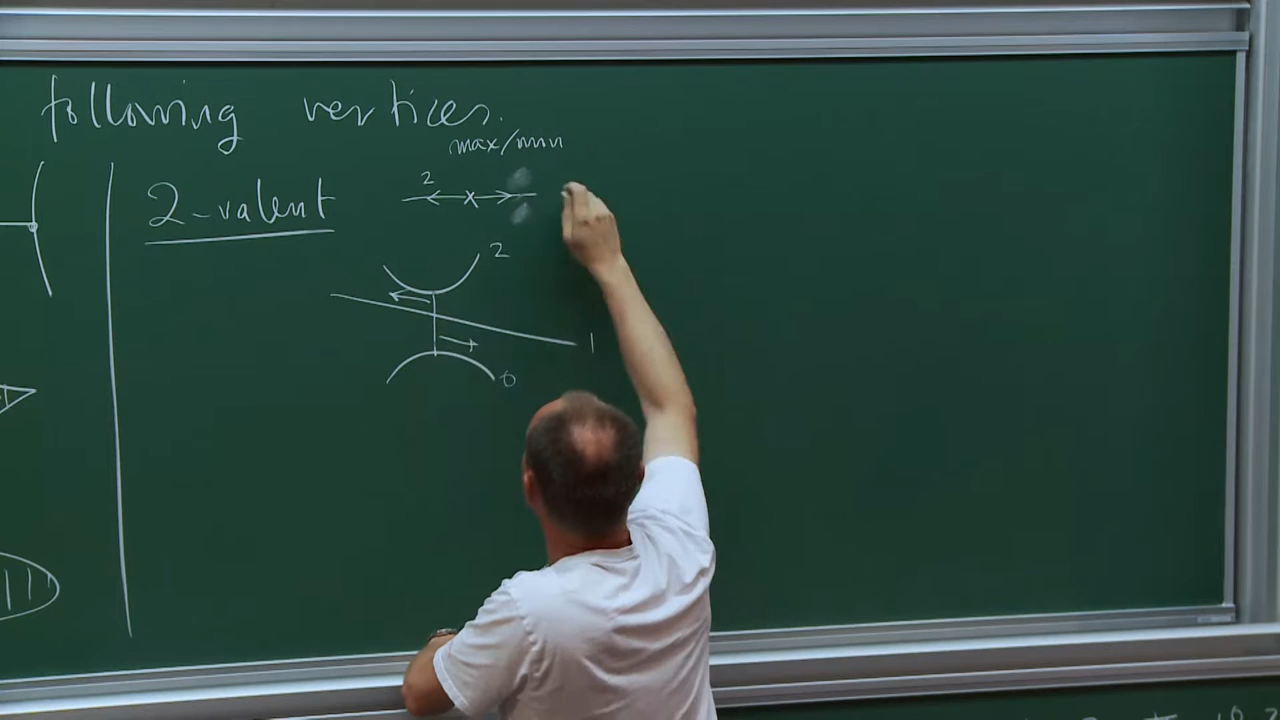 following vertices.
max/min
2-valent
2
2
1
0